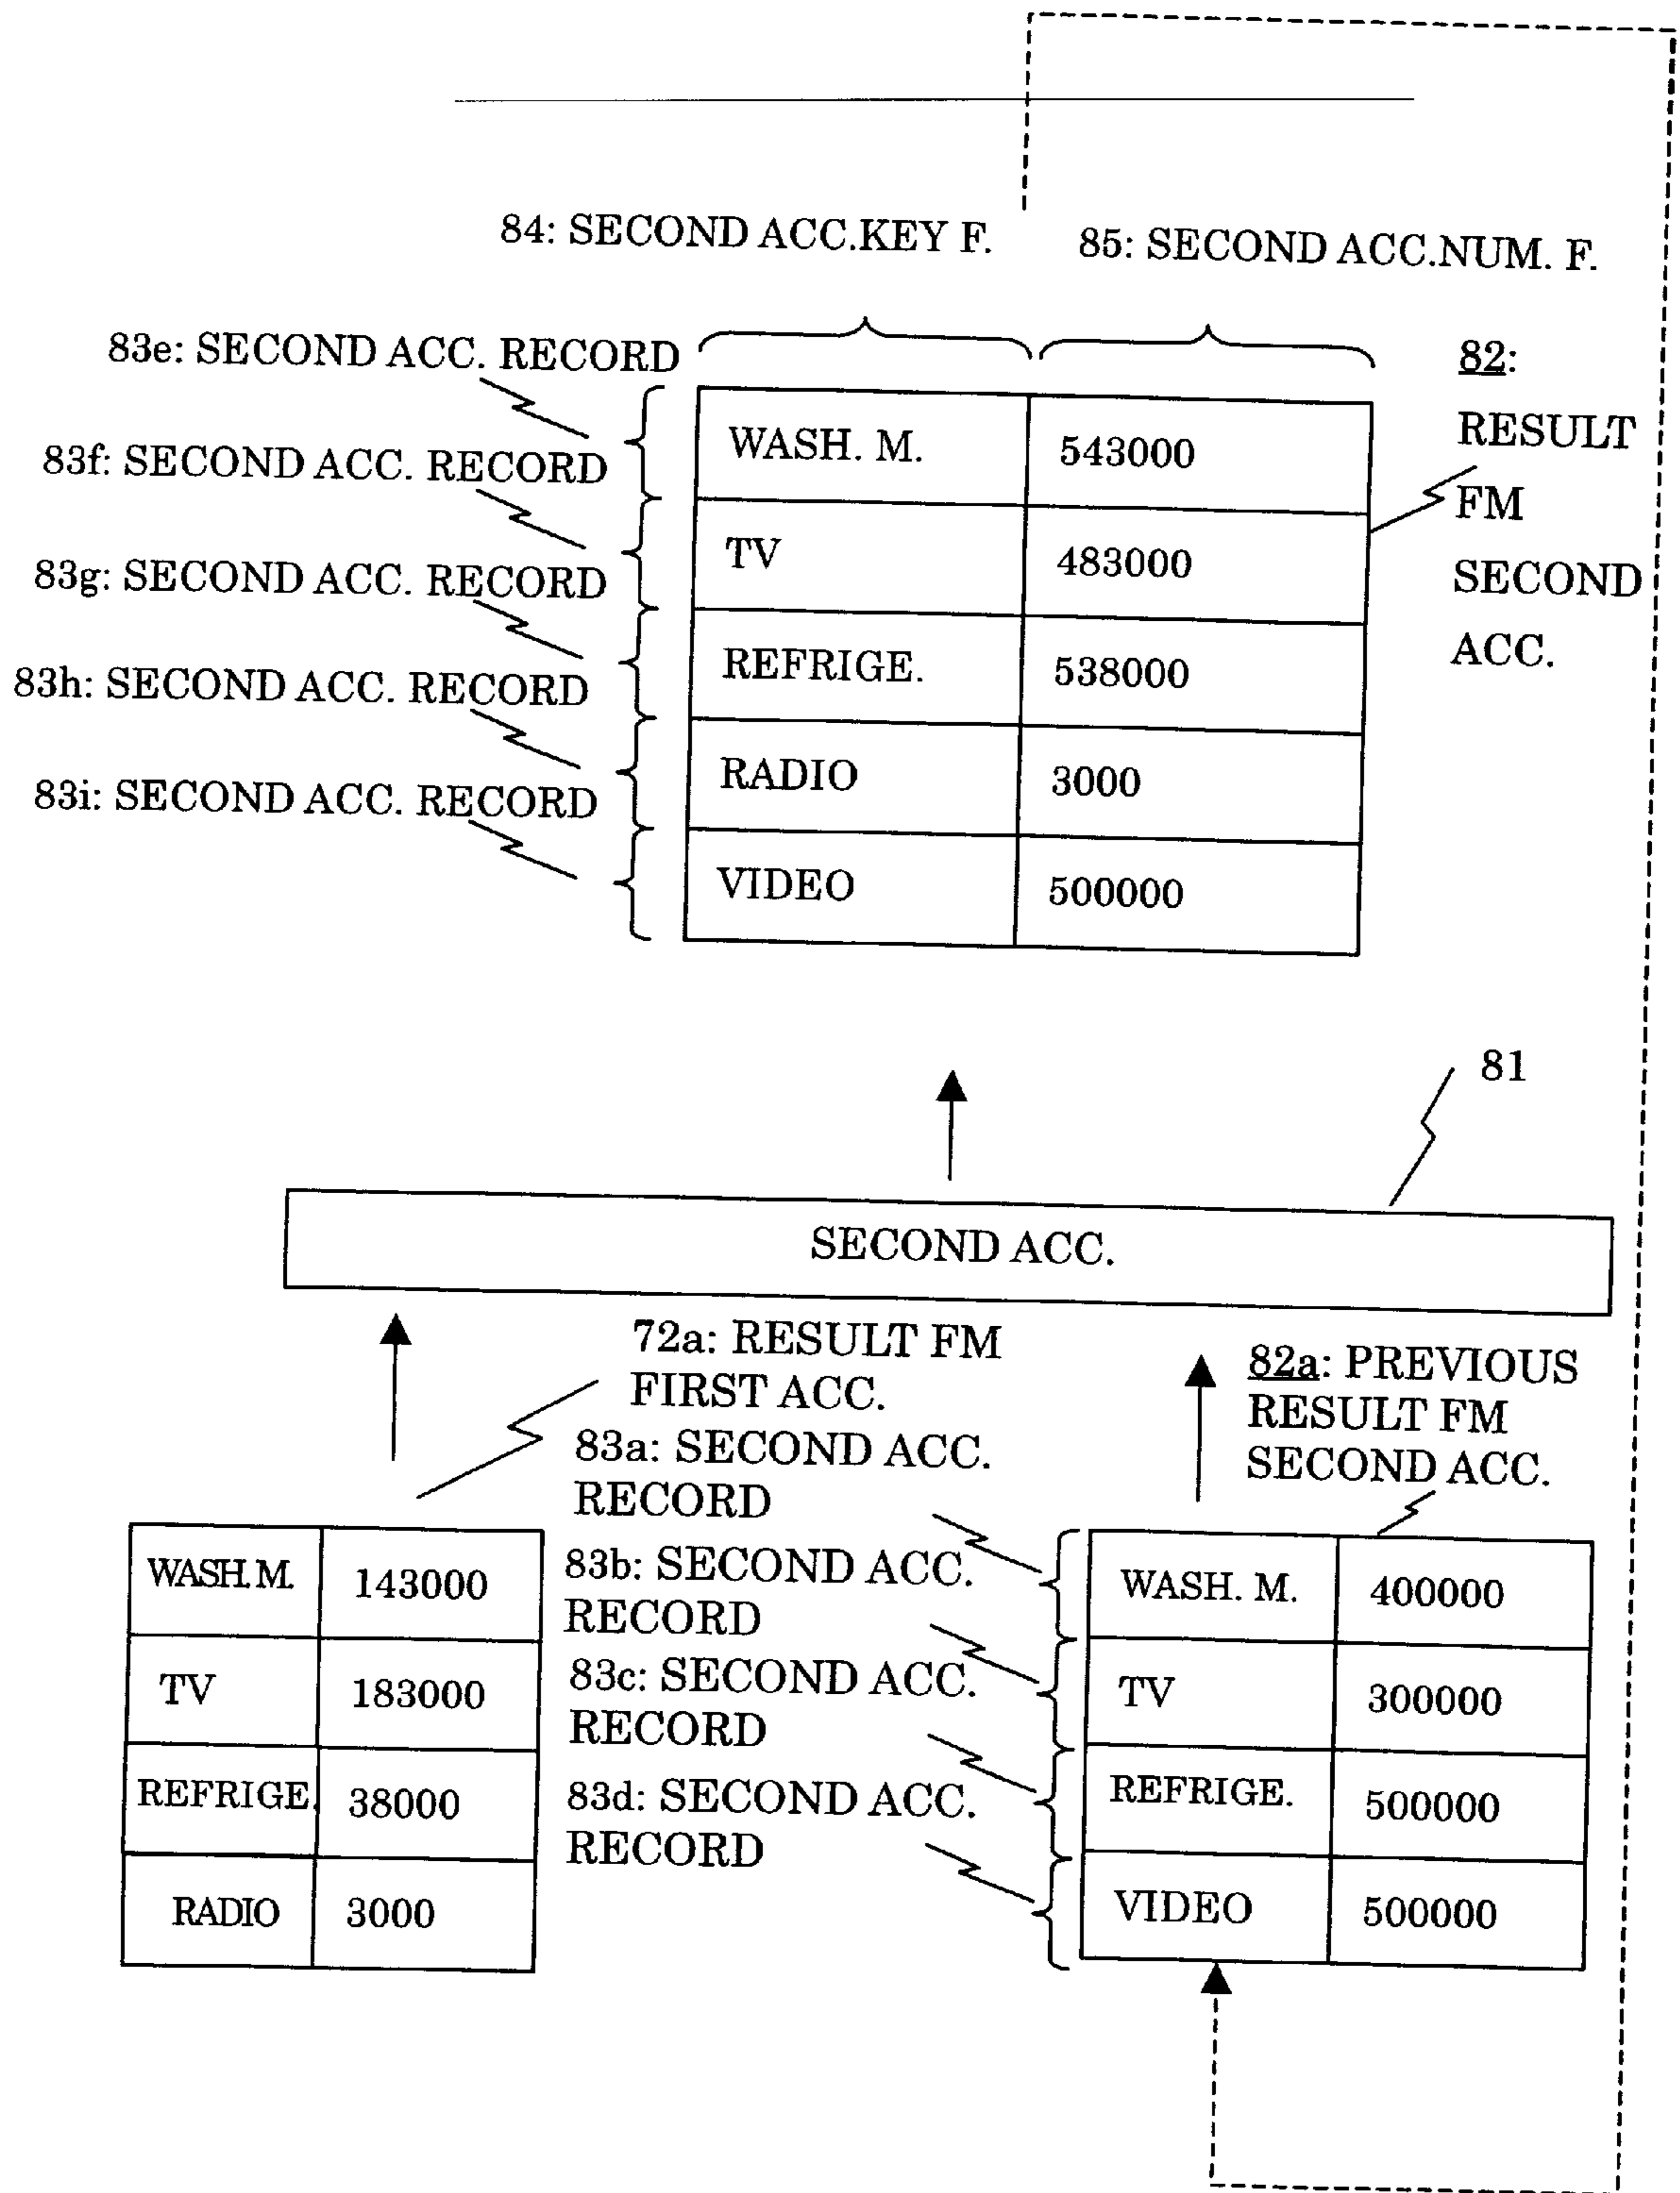 84: SECOND ACC.KEY F.
85: SECOND ACC.NUM. F.
83e: SECOND ACC. RECORD
83f: SECOND ACC. RECORD
83g: SECOND ACC. RECORD
83h: SECOND ACC. RECORD
83i: SECOND ACC. RECORD
WASH. M. 543000
TV 483000
REFRIGE. 538000
RADIO 3000
VIDEO 500000
82:
RESULT
FM
SECOND
ACC.
81
SECOND ACC.
72a: RESULT FM
FIRST ACC.
82a: PREVIOUS
RESULT FM
SECOND ACC.
WASH.M. 143000
TV 183000
REFRIGE. 38000
RADIO 3000
83a: SECOND ACC.
RECORD
83b: SECOND ACC.
RECORD
83c: SECOND ACC.
RECORD
83d: SECOND ACC.
RECORD
WASH. M. 400000
TV 300000
REFRIGE. 500000
VIDEO 500000